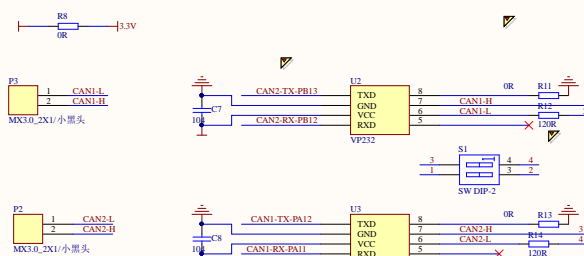 R8
0R
3.3V
P3
1 CAN1-L
2 CAN1-H
MX3.0_2X1/小黑头
C7
104
CAN2-TX-PB13
CAN2-RX-PB12
U2
TXD
GND
VCC
RXD
VP232
8
7 CAN1-H
6 CAN1-L
5
0R R11
R12
120R
S1
3 4 4
1 3 2
SW DIP-2
P2
1 CAN2-L
2 CAN2-H
MX3.0_2X1/小黑头
C8
104
CAN1-TX-PA12
CAN1-RX-PA11
U3
TXD
GND
VCC
RXD
8
7 CAN2-H
6 CAN2-L
5
0R R13
3
R14 4
120R